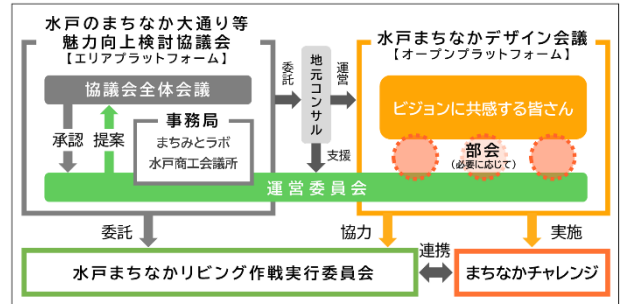 水戸のまちなか大通り等
魅力向上検討協議会
【エリアプラットフォーム】
協議会全体会議
承認
提案
事務局
まちみとラボ
水戸商工会議所
委託
地元コンサル
運営
支援
水戸まちなかデザイン会議
【オープンプラットフォーム】
ビジョンに共感する皆さん
部会
(必要に応じて)
運営委員会
委託
協力
実施
水戸まちなかリビング作戦実行委員会
連携
まちなかチャレンジ